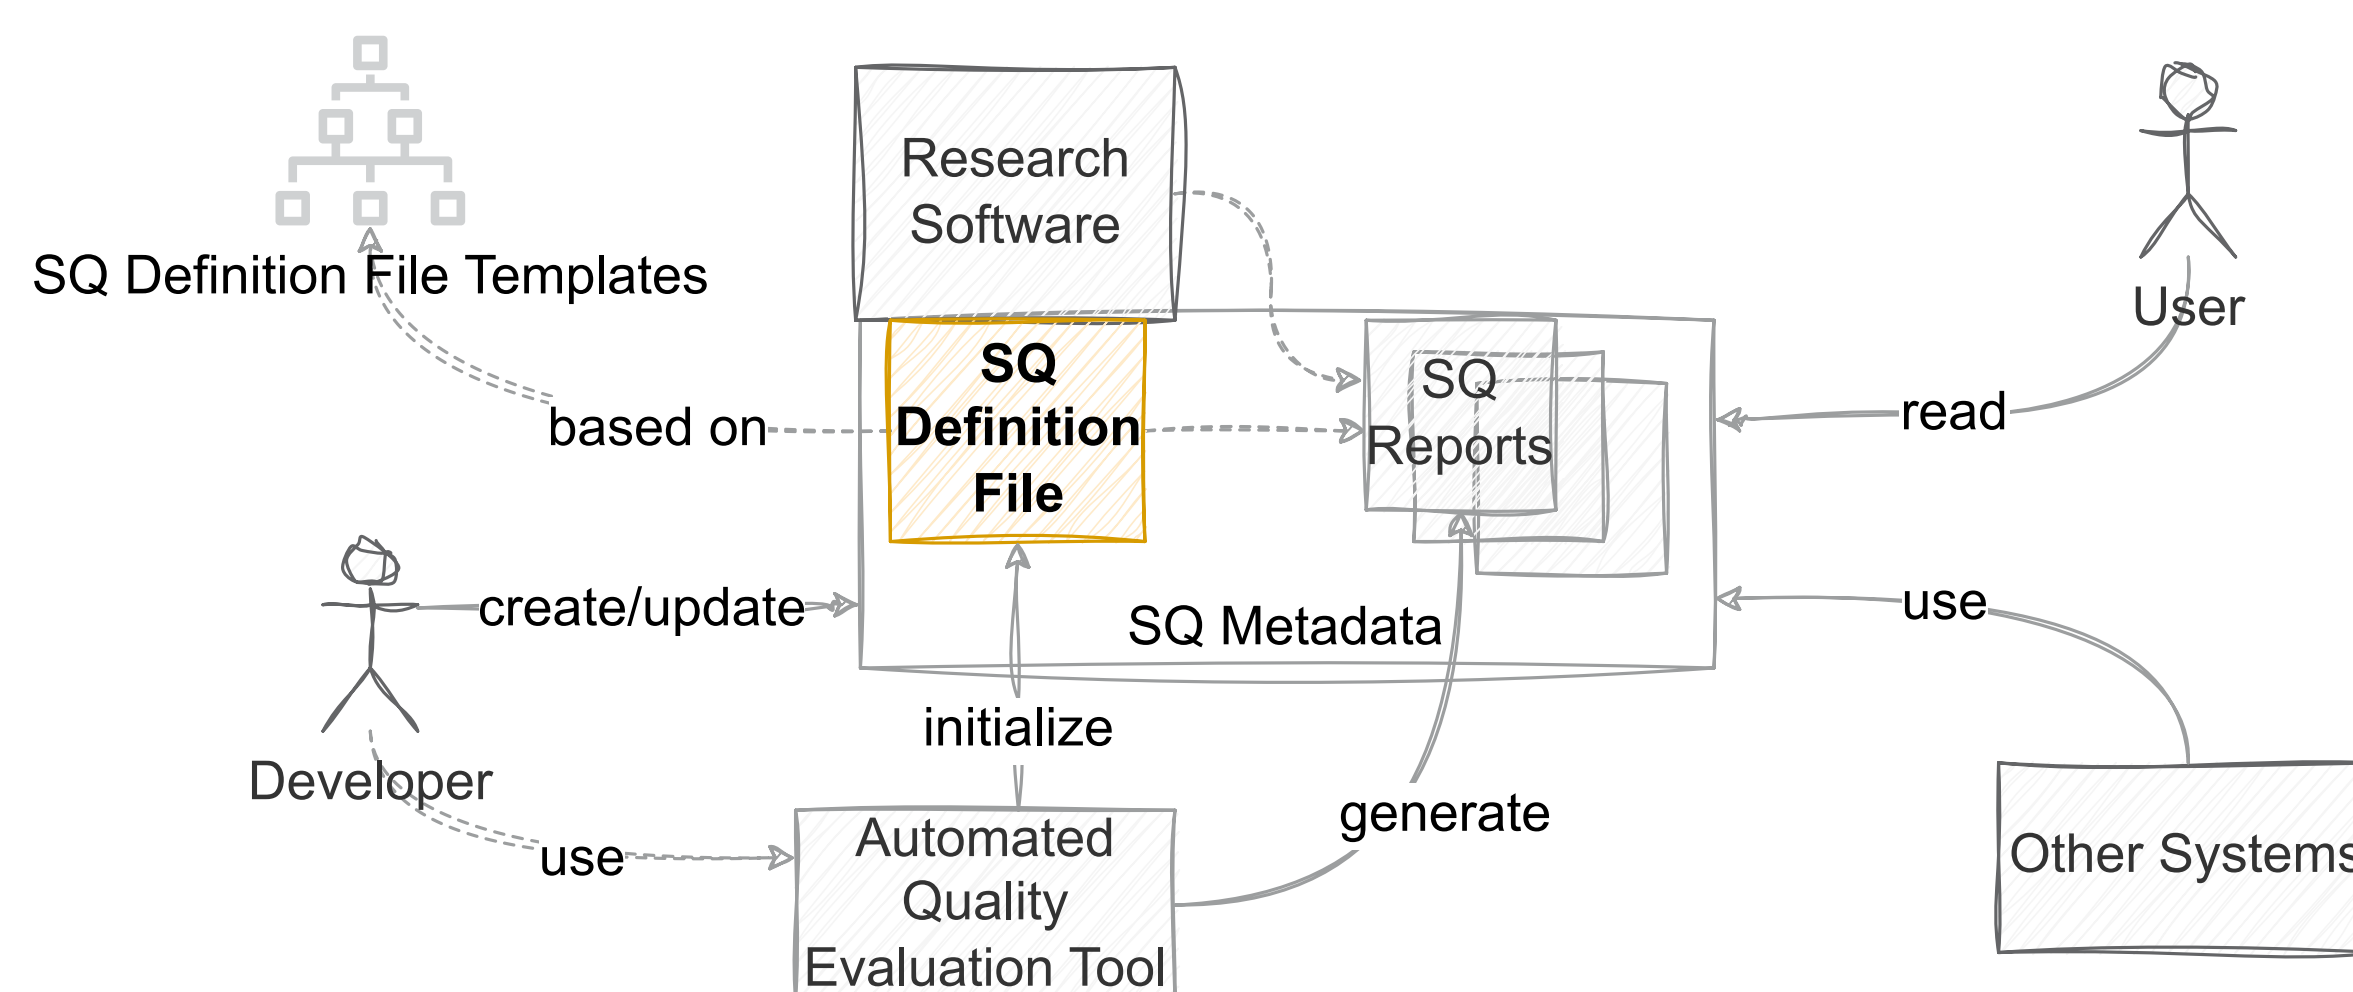 Research
Software
SQ Definition File Templates
User
SQ
Definition
File
SQ
Reports
based on
read
create/update
SQ Metadata
use
initialize
Developer
generate
use
Automated
Quality
Evaluation Tool
Other Systems